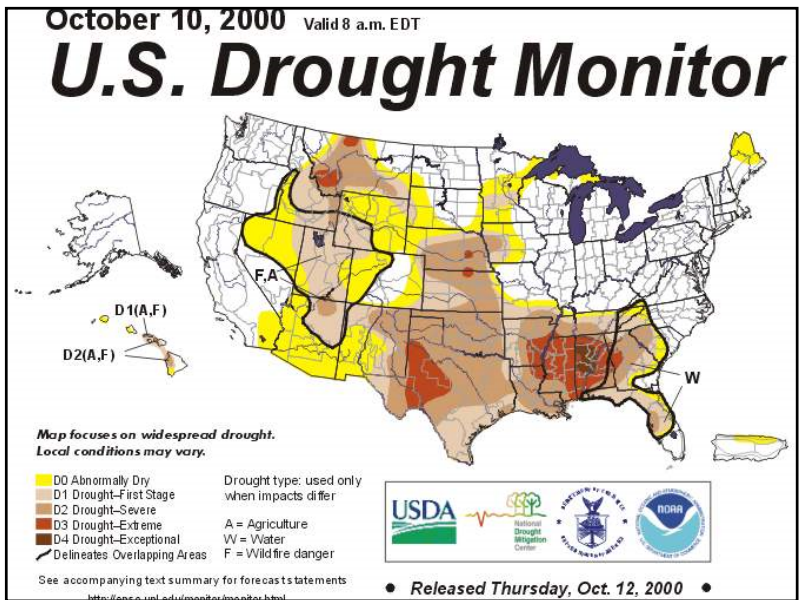 October 10, 2000 Valid 8 a.m. EDT
U.S. Drought Monitor
F,A
D1(A,F)
D2(A,F)
W
Map focuses on widespread drought.
Local conditions may vary.
D0 Abnormally Dry
D1 Drought–First Stage
D2 Drought–Severe
D3 Drought–Extreme
D4 Drought–Exceptional
Delineates Overlapping Areas
Drought type: used only
when impacts differ
A = Agriculture
W = Water
F = Wildfire danger
USDA
National
Drought
Mitigation
Center
NOAA
See accompanying text summary for forecast statements
Released Thursday, Oct. 12, 2000